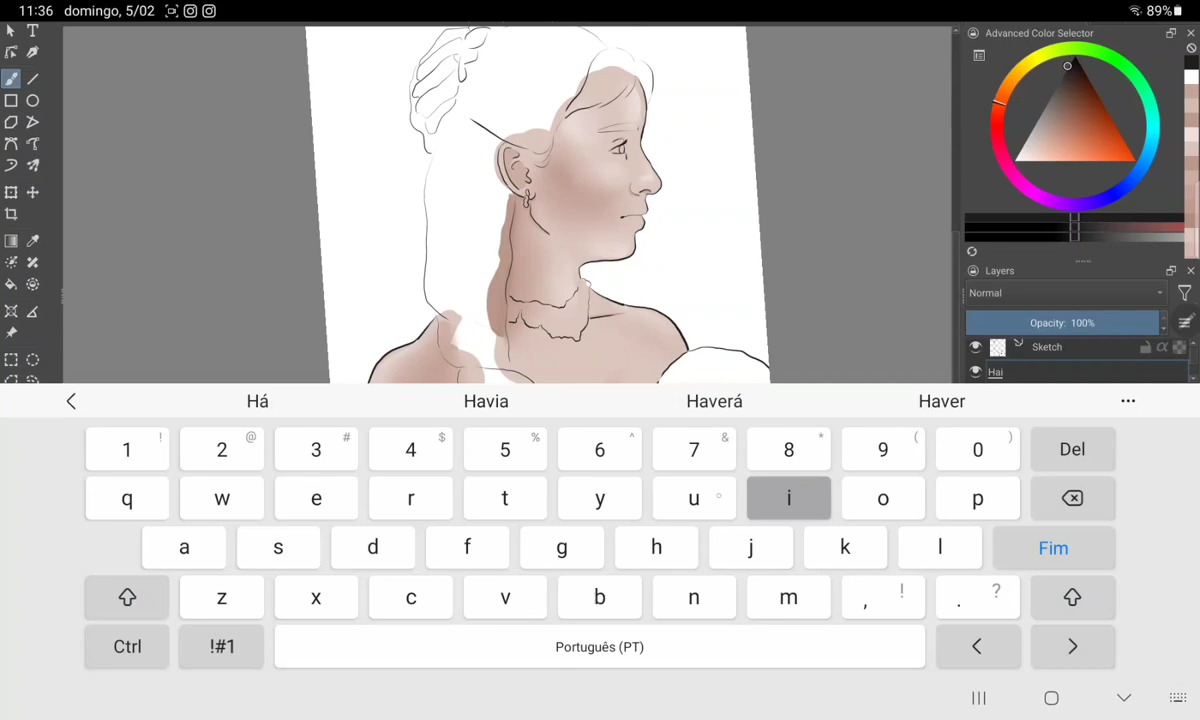 11:36 domingo, 5/02 89%
Advanced Color Selector
Layers
Normal
Opacity: 100%
Sketch
Hai
Há Havia Haverá Haver ...
1 ! 2 @ 3 # 4 $ 5 % 6 ^ 7 & 8 * 9 ( 0 ) Del
q w e r t y u ° i o p
a s d f g h j k l Fim
z x c v b n m , ! . ?
Ctrl !#1 Português (PT) < >